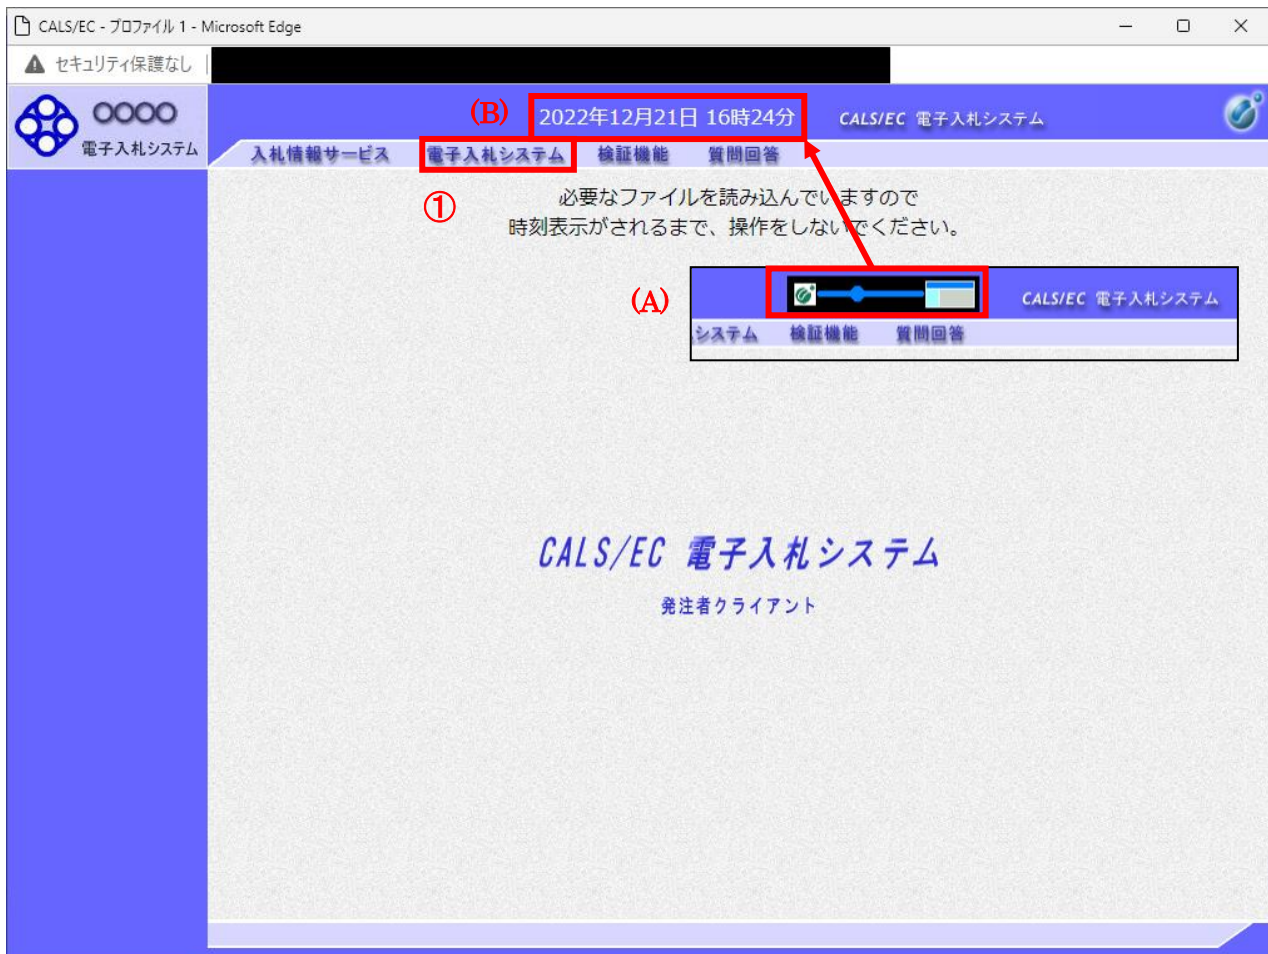 CALS/EC - プロファイル 1 - Microsoft Edge
セキュリティ保護なし
○○○○
電子入札システム
(B)
2022年12月21日 16時24分
CALS/EC 電子入札システム
入札情報サービス 電子入札システム 検証機能 質問回答
①
必要なファイルを読み込んでいますので
時刻表示がされるまで、操作をしないでください。
(A)
CALS/EC 電子入札システム
システム 検証機能 質問回答
CALS/EC 電子入札システム
発注者クライアント